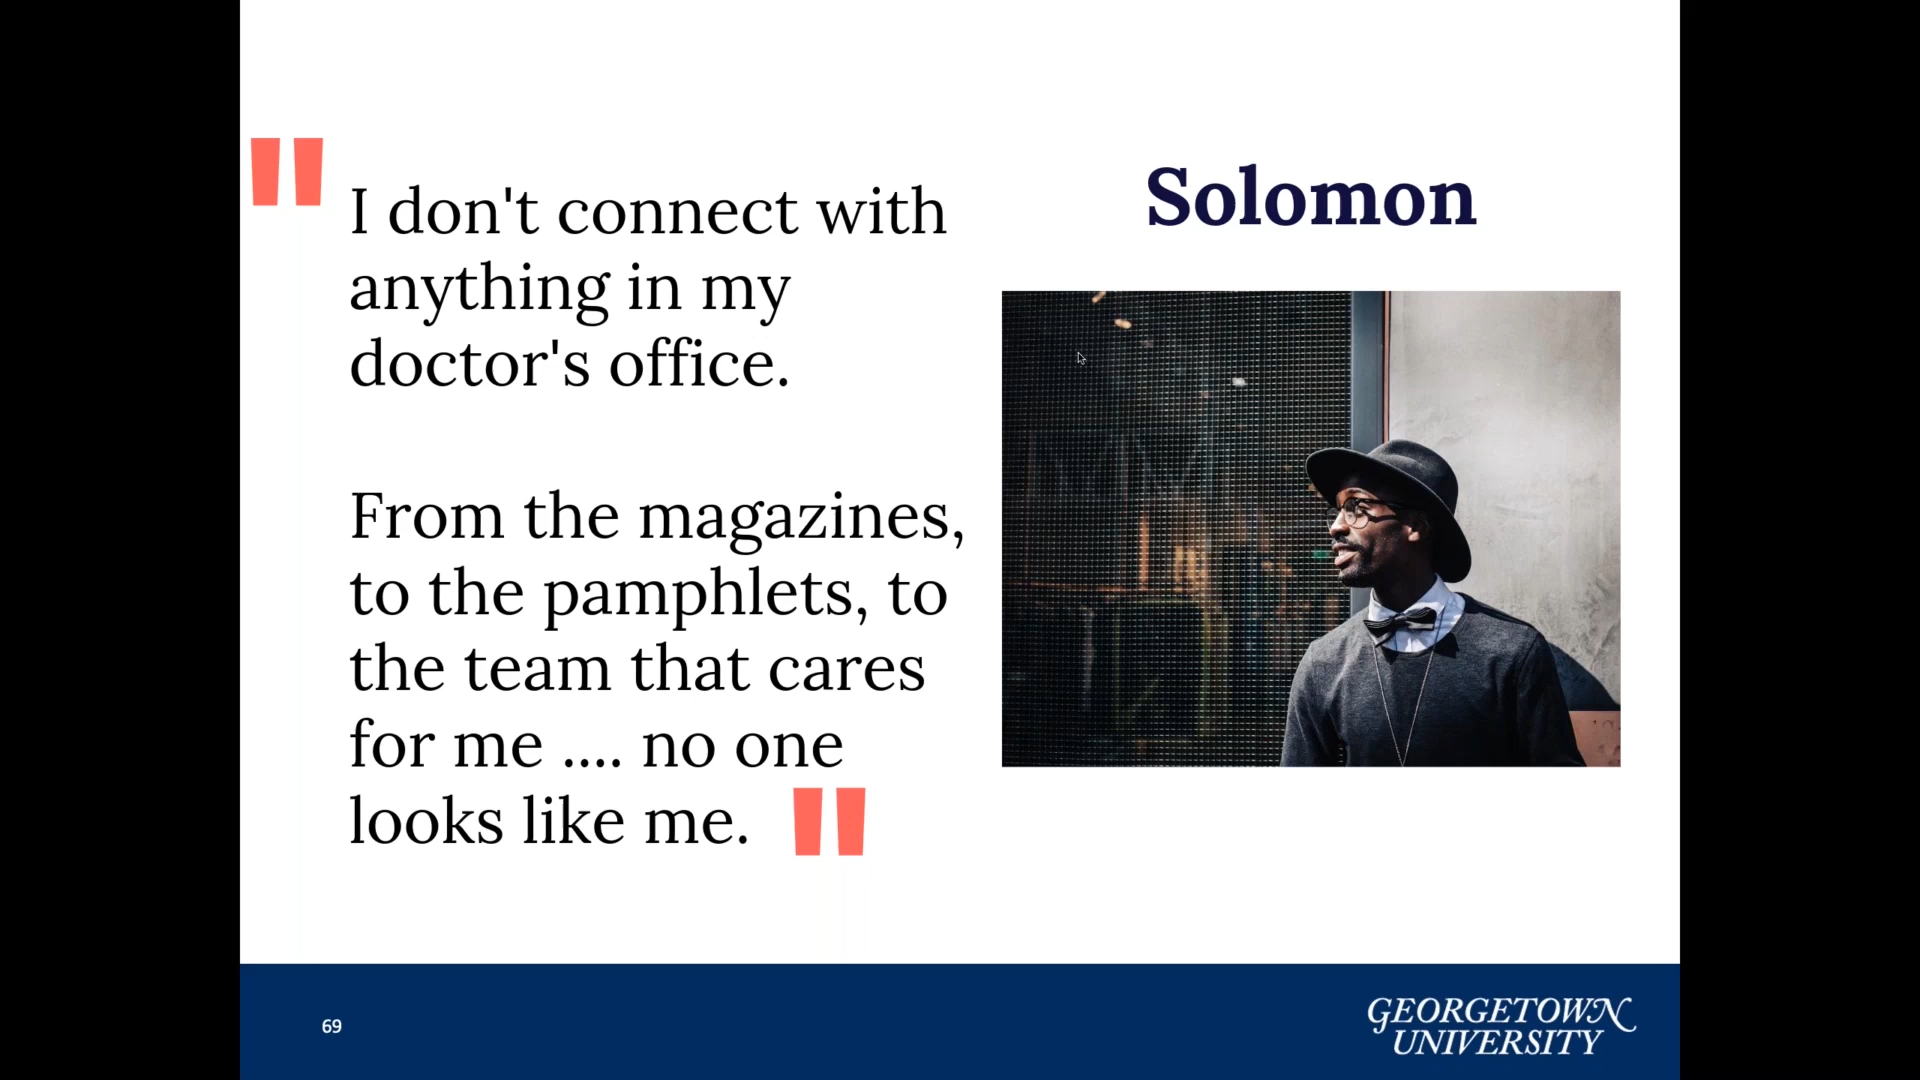 "
I don't connect with
anything in my
doctor's office.
From the magazines,
to the pamphlets, to
the team that cares
for me .... no one
looks like me.
"
Solomon
69
GEORGETOWN
UNIVERSITY